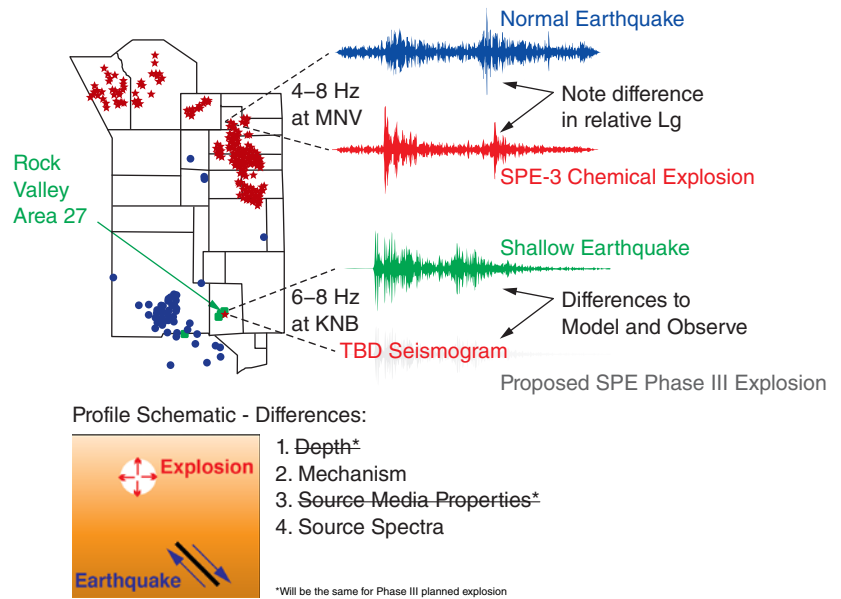 Normal Earthquake
4–8 Hz
at MNV
Note difference
in relative Lg
SPE-3 Chemical Explosion
Rock
Valley
Area 27
Shallow Earthquake
6–8 Hz
at KNB
Differences to
Model and Observe
TBD Seismogram
Proposed SPE Phase III Explosion
Profile Schematic - Differences:
Explosion
Earthquake
1. Depth*
2. Mechanism
3. Source Media Properties*
4. Source Spectra
*Will be the same for Phase III planned explosion